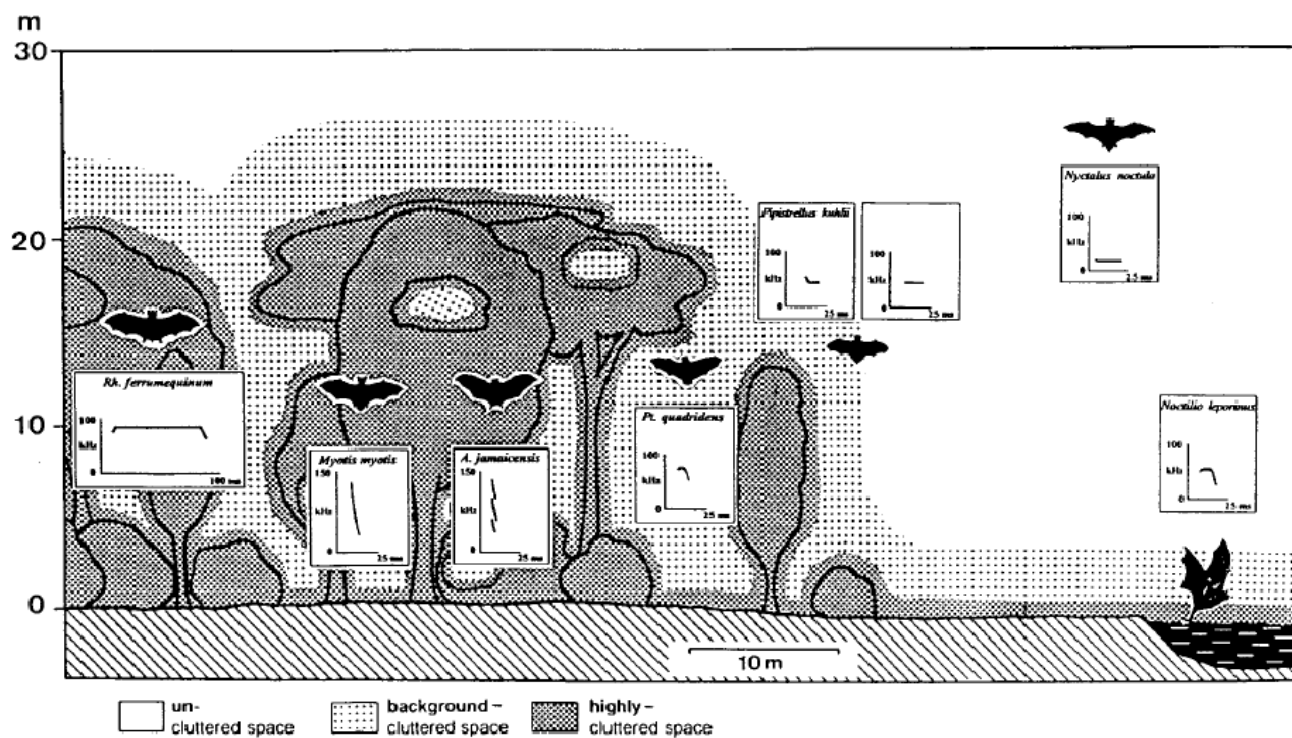 m
30
20
10
0
Rh. ferrumequinum
100
kHz
0
100 ms
Myotis myotis
150
kHz
0
25 ms
A. jamaicensis
150
kHz
0
25 ms
Pt. quadridens
100
kHz
0
25 ms
Pipistrellus kuhlii
100
kHz
0
25 ms
100
kHz
0
25 ms
Nyctalus noctula
100
kHz
0
25 ms
Noctilio leporinus
100
kHz
0
25 ms
10 m
un-
cluttered space
background –
cluttered space
highly –
cluttered space